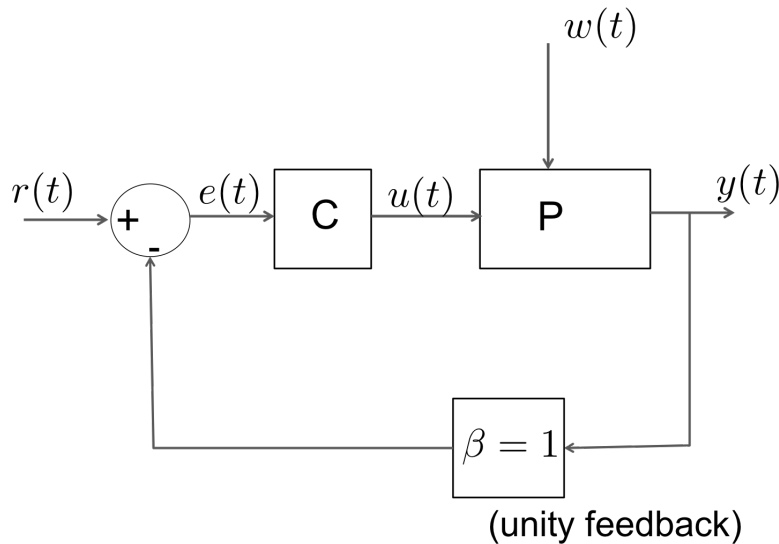 w(t)
r(t)
+
-
e(t)
C
u(t)
P
y(t)
β = 1
(unity feedback)